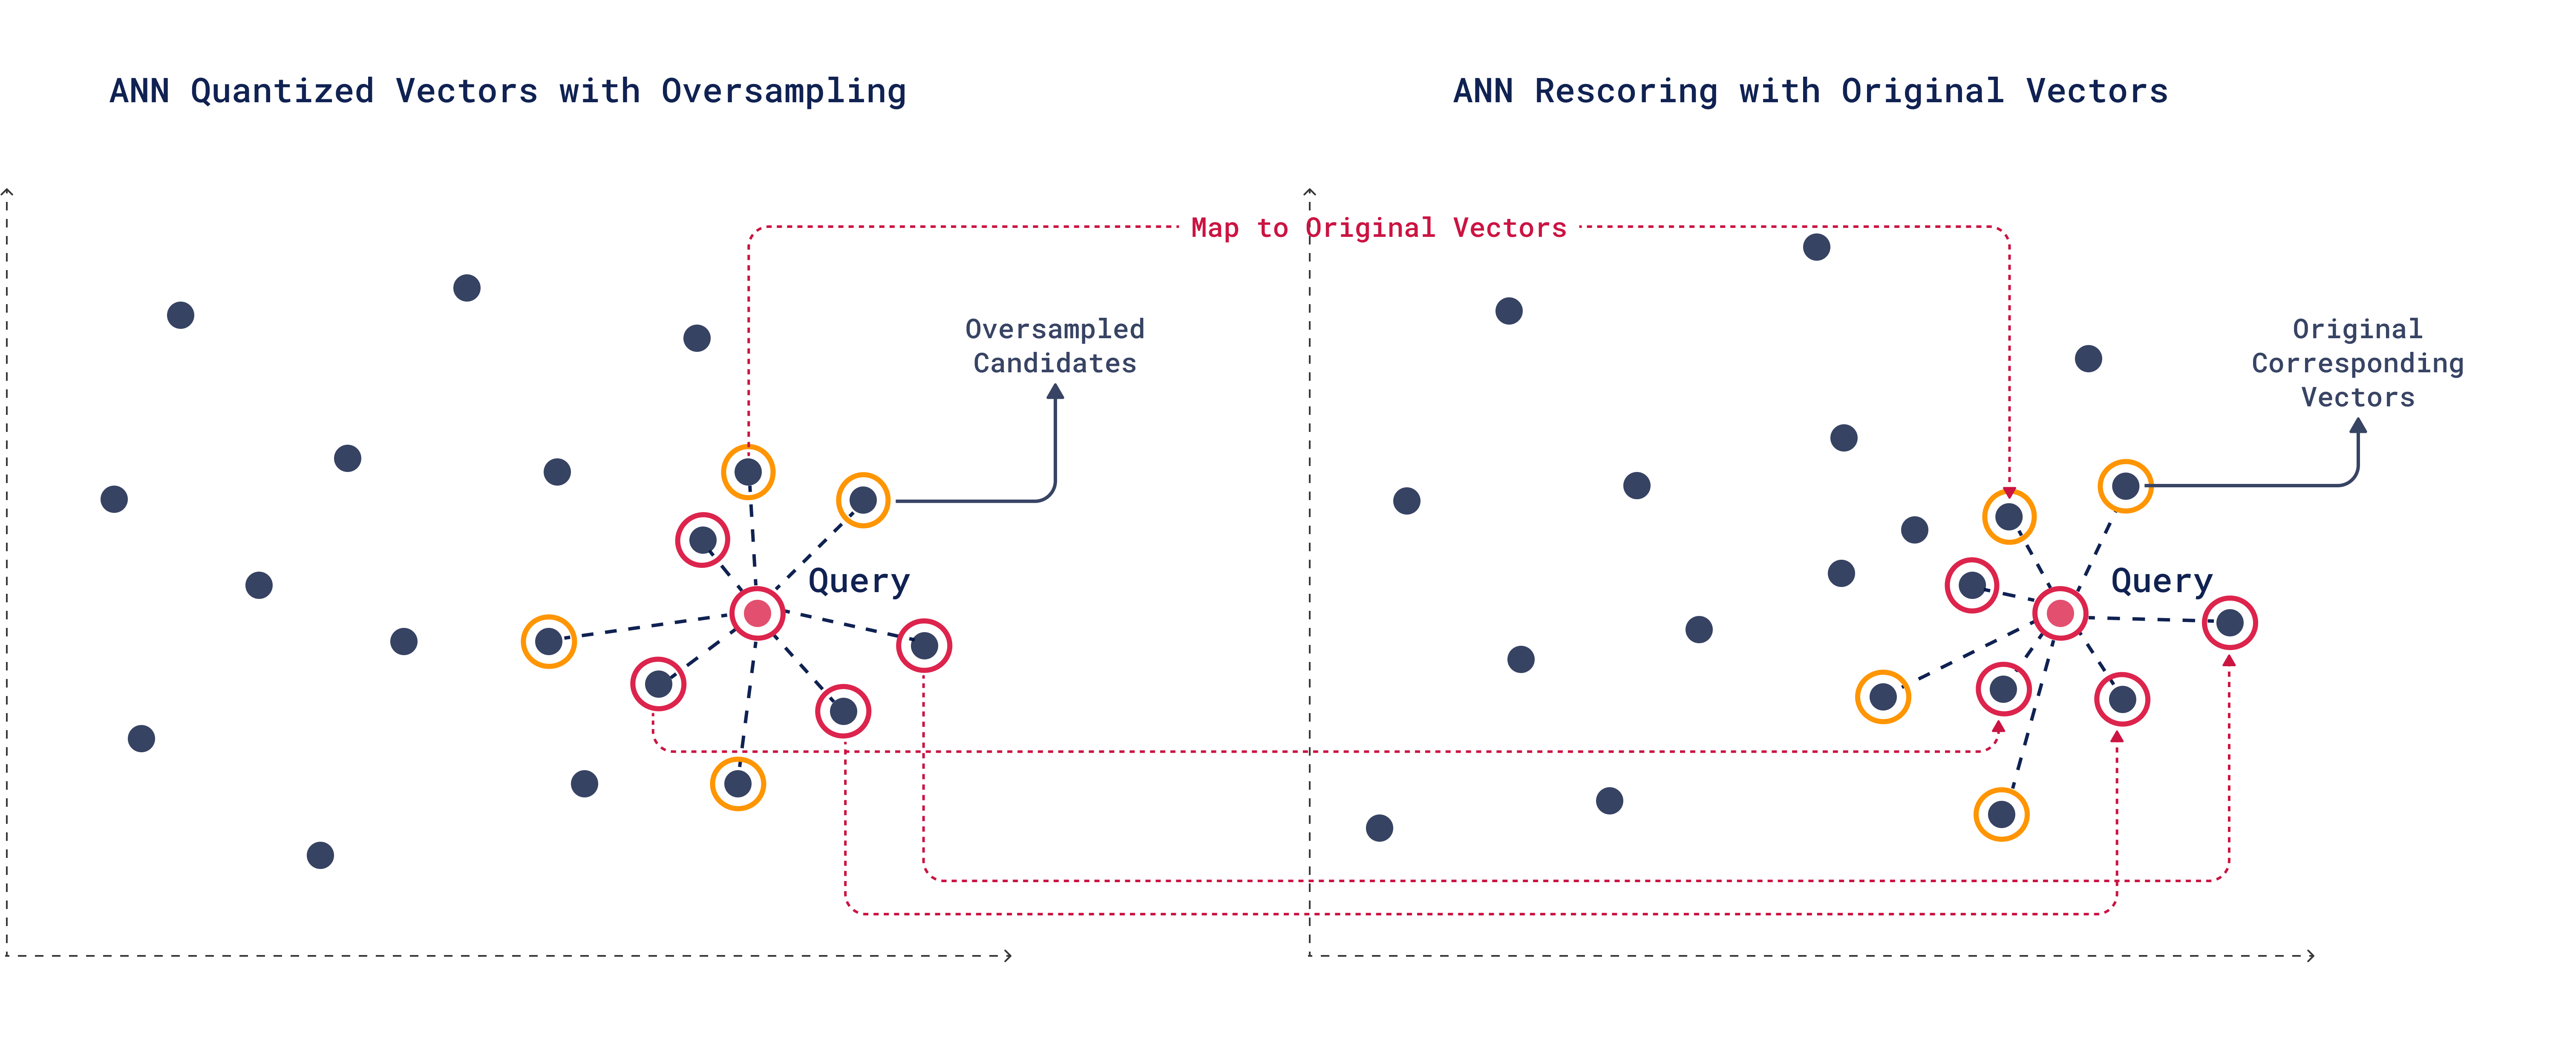 ANN Quantized Vectors with Oversampling
ANN Rescoring with Original Vectors
Map to Original Vectors
Oversampled
Candidates
Original
Corresponding
Vectors
Query
Query